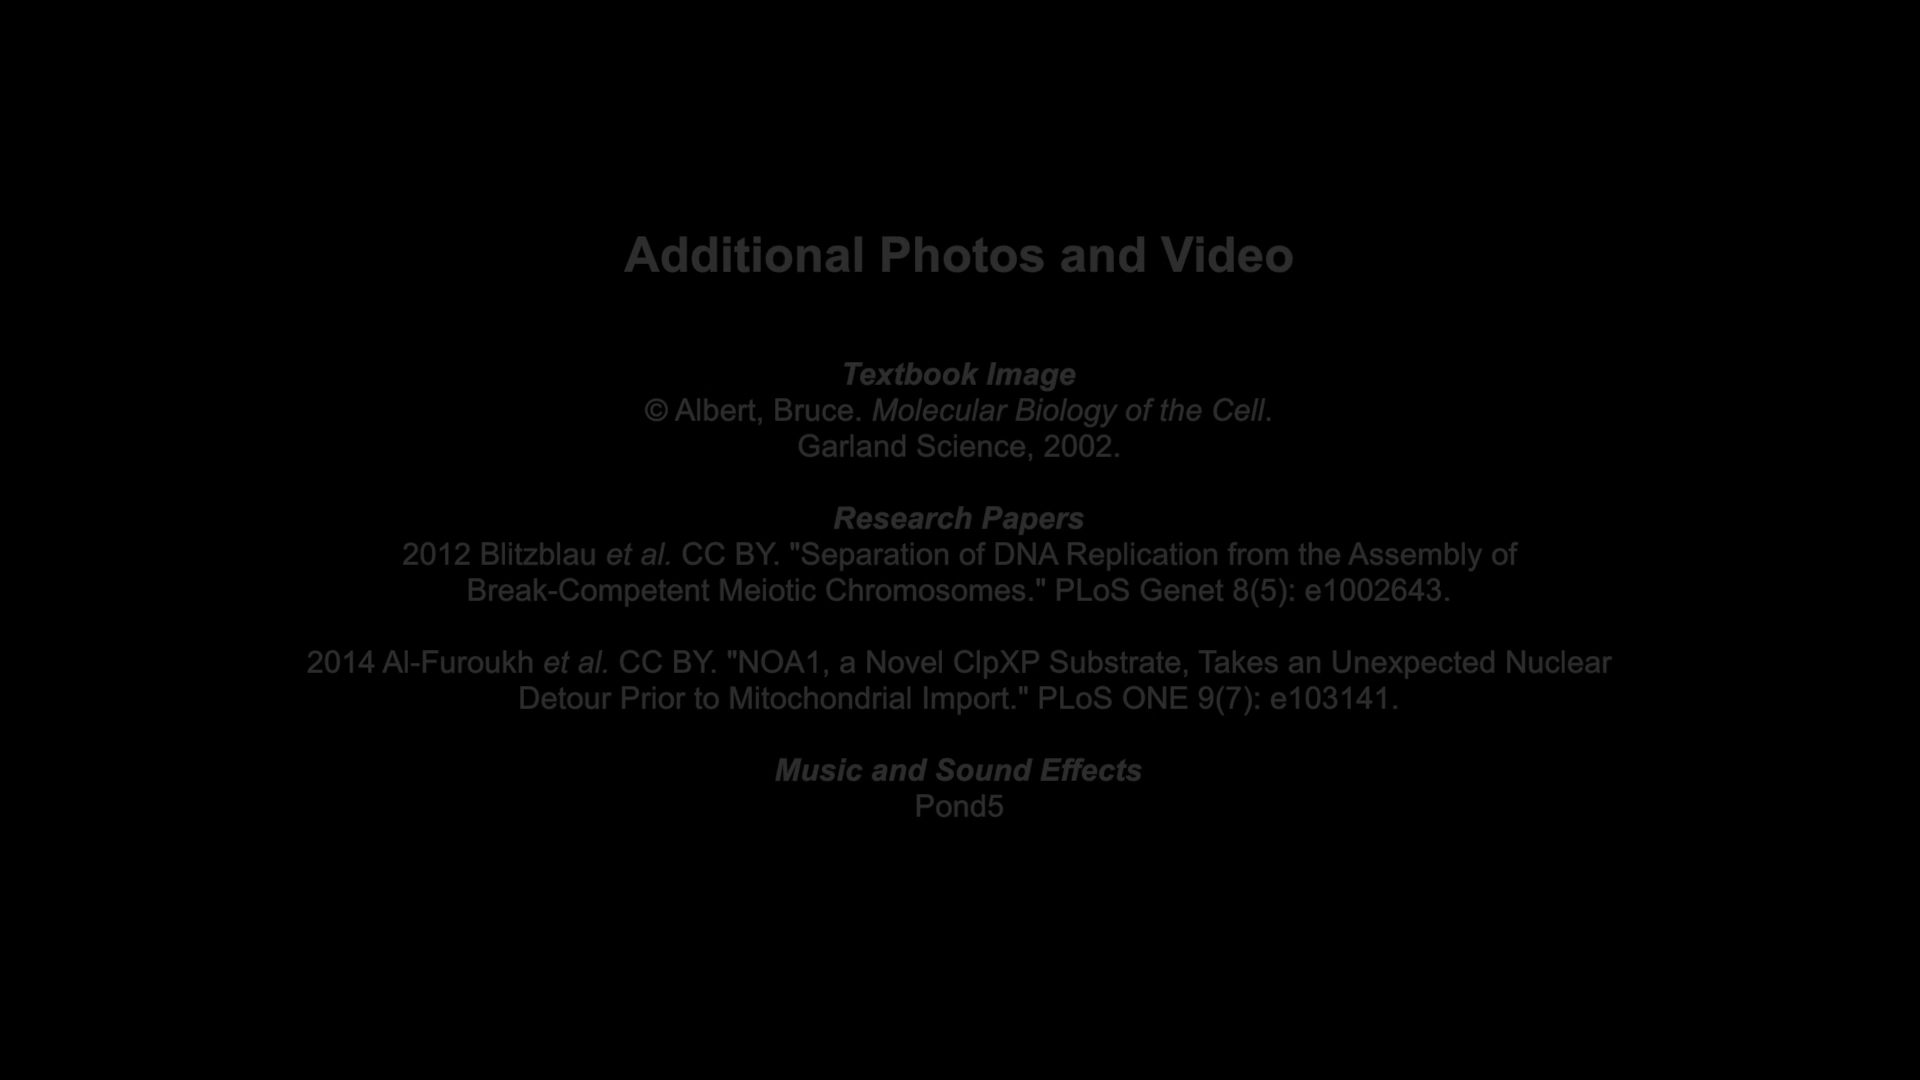 Additional Photos and Video
Textbook Image
© Albert, Bruce. Molecular Biology of the Cell.
Garland Science, 2002.
Research Papers
2012 Blitzblau et al. CC BY. "Separation of DNA Replication from the Assembly of
Break-Competent Meiotic Chromosomes." PLoS Genet 8(5): e1002643.
2014 Al-Furoukh et al. CC BY. "NOA1, a Novel ClpXP Substrate, Takes an Unexpected Nuclear
Detour Prior to Mitochondrial Import." PLoS ONE 9(7): e103141.
Music and Sound Effects
Pond5